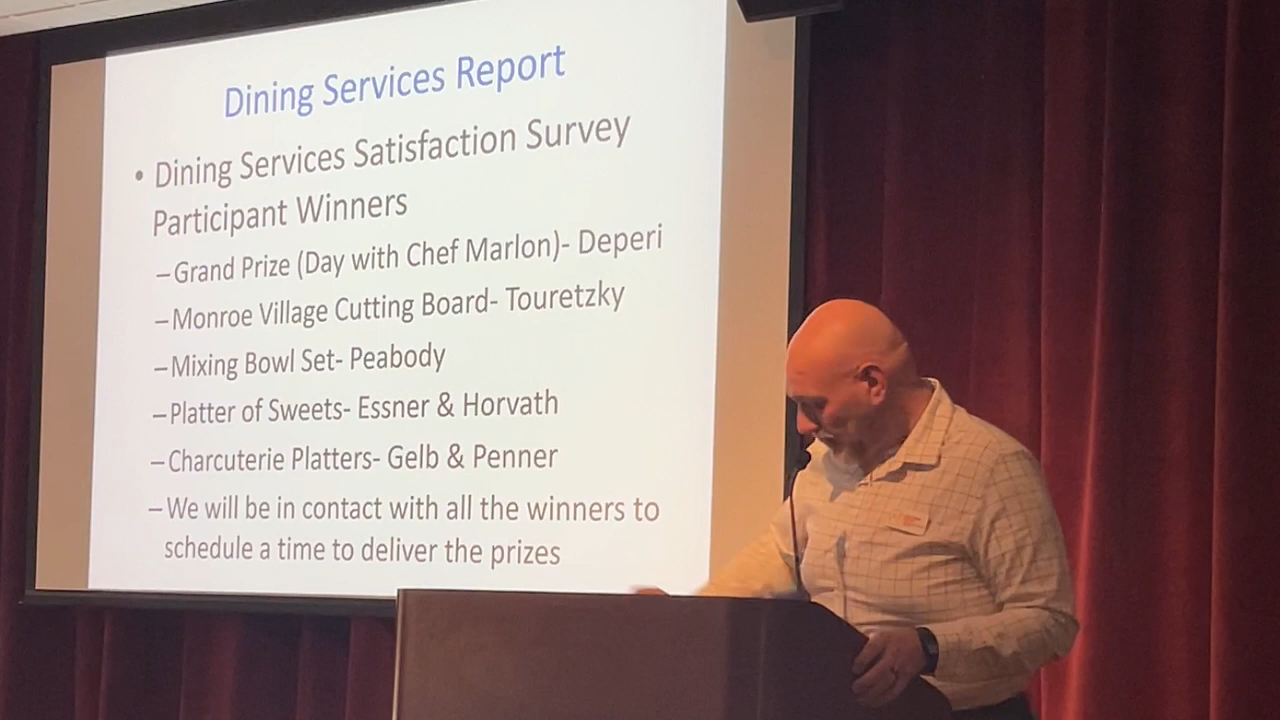 Dining Services Report
• Dining Services Satisfaction Survey
Participant Winners
–Grand Prize (Day with Chef Marlon)- Deperi
–Monroe Village Cutting Board- Touretzky
–Mixing Bowl Set- Peabody
–Platter of Sweets- Essner & Horvath
–Charcuterie Platters- Gelb & Penner
–We will be in contact with all the winners to
schedule a time to deliver the prizes